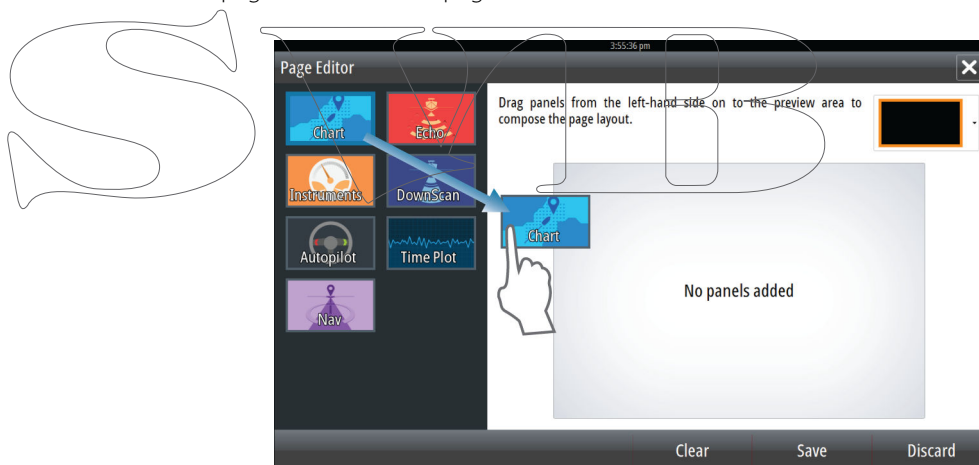 3:55:36 pm
Page Editor
Drag panels from the left-hand side on to the preview area to
compose the page layout.
Chart
Echo
Instruments
DownScan
Chart
Autopilot
Time Plot
No panels added
Nav
Clear
Save
Discard